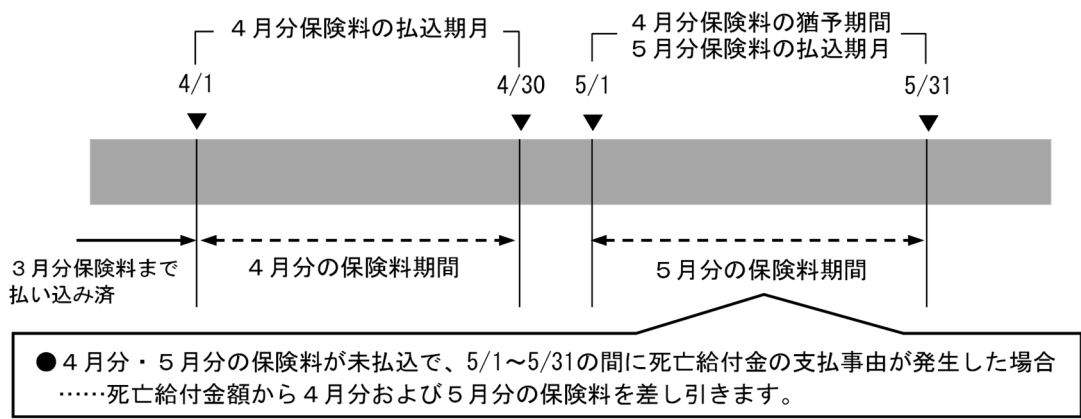 ４月分保険料の払込期月
４月分保険料の猶予期間
５月分保険料の払込期月
4/1
4/30
5/1
5/31
３月分保険料まで
払い込み済
４月分の保険料期間
５月分の保険料期間
●４月分・５月分の保険料が未払込で、5/1～5/31の間に死亡給付金の支払事由が発生した場合
……死亡給付金額から４月分および５月分の保険料を差し引きます。